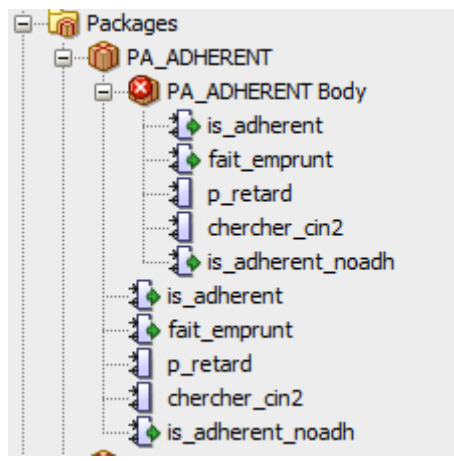 Packages
PA_ADHERENT
PA_ADHERENT Body
is_adherent
fait_emprunt
p_retard
chercher_cin2
is_adherent_noadh
is_adherent
fait_emprunt
p_retard
chercher_cin2
is_adherent_noadh